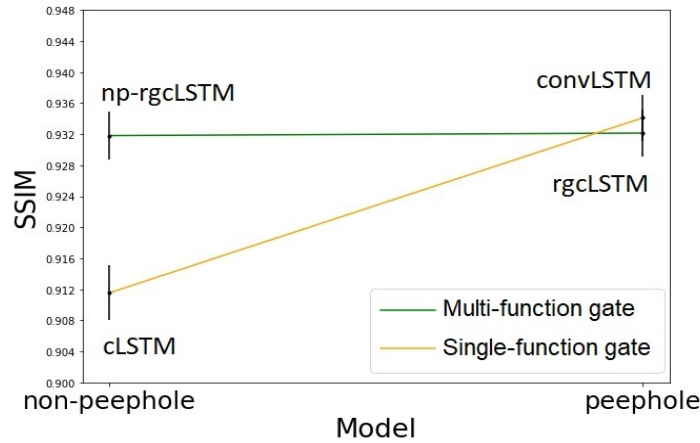 0.948
0.944
0.940
0.936
0.932
0.928
0.924
0.920
0.916
0.912
0.908
0.904
0.900
SSIM
np-rgcLSTM
convLSTM
rgcLSTM
cLSTM
Multi-function gate
Single-function gate
non-peephole
peephole
Model